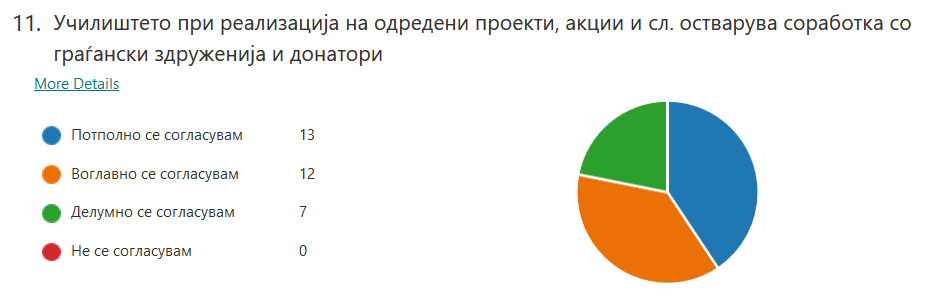 11. Училиштето при реализација на одредени проекти, акции и сл. остварува соработка со
граѓански здруженија и донатори
More Details
Потполно се согласувам 13
Воглавно се согласувам 12
Делумно се согласувам 7
Не се согласувам 0